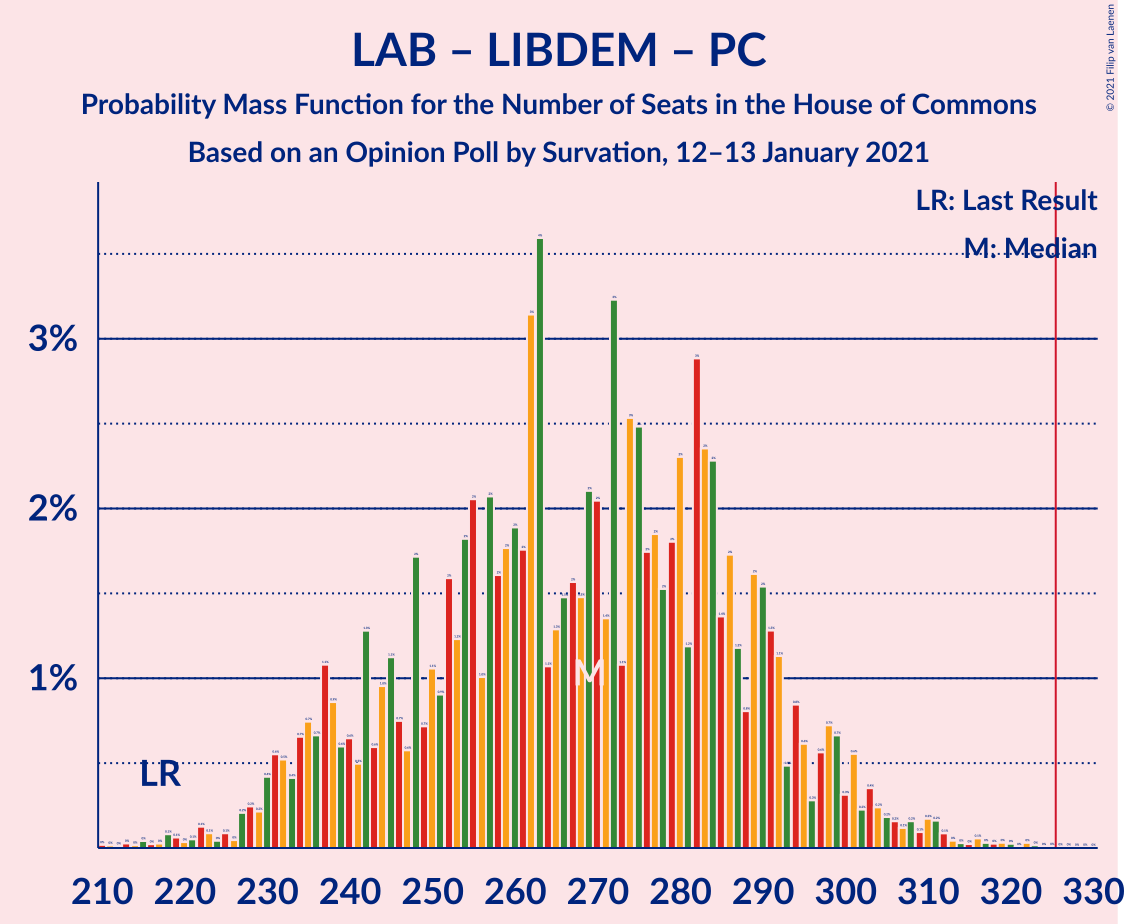 LAB – LIBDEM – PC
Probability Mass Function for the Number of Seats in the House of Commons
Based on an Opinion Poll by Survation, 12–13 January 2021
© 2021 Filip van Laenen
LR: Last Result
M: Median
3%
2%
1%
M
LR
210 220 230 240 250 260 270 280 290 300 310 320 330